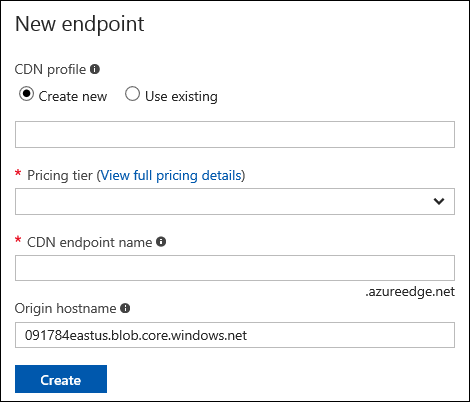 New endpoint
CDN profile
Create new Use existing
* Pricing tier (View full pricing details)
* CDN endpoint name
.azureedge.net
Origin hostname
091784eastus.blob.core.windows.net
Create